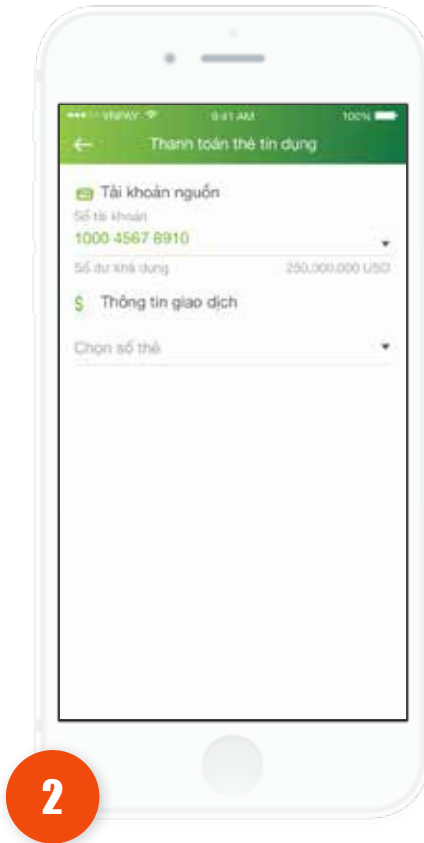 VNPAY 9:41 AM 100%
Thanh toán thẻ tín dụng
Tài khoản nguồn
Số tài khoản
1000 4567 8910
Số dư khả dụng 250,000,000 USD
$ Thông tin giao dịch
Chọn số thẻ
2